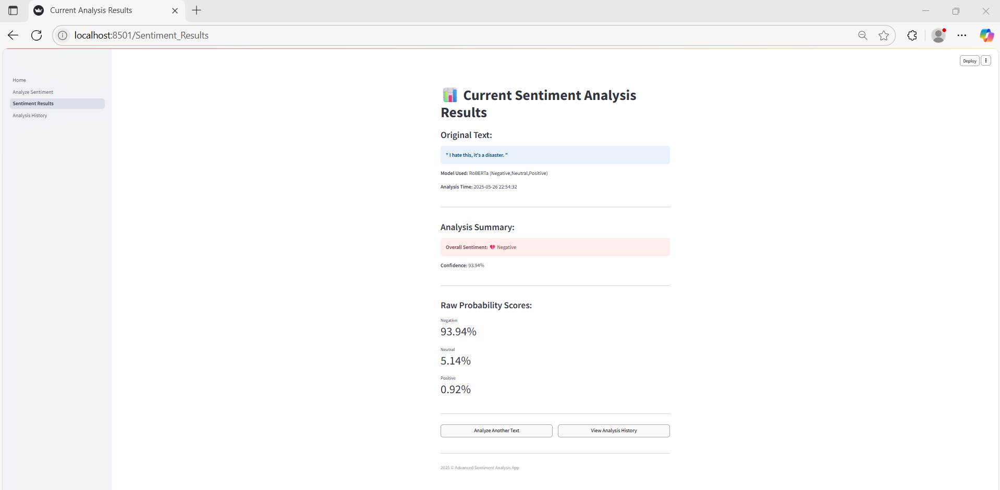 Current Analysis Results
localhost:8501/Sentiment_Results
Deploy
Home
Analyze Sentiment
Sentiment Results
Analysis History
Current Sentiment Analysis
Results
Original Text:
" I hate this, it's a disaster. "
Model Used: RoBERTa (Negative,Neutral,Positive)
Analysis Time: 2025-05-26 22:54:32
Analysis Summary:
Overall Sentiment: 💔 Negative
Confidence: 93.94%
Raw Probability Scores:
Negative
93.94%
Neutral
5.14%
Positive
0.92%
Analyze Another Text
View Analysis History
2025 © Advanced Sentiment Analysis App